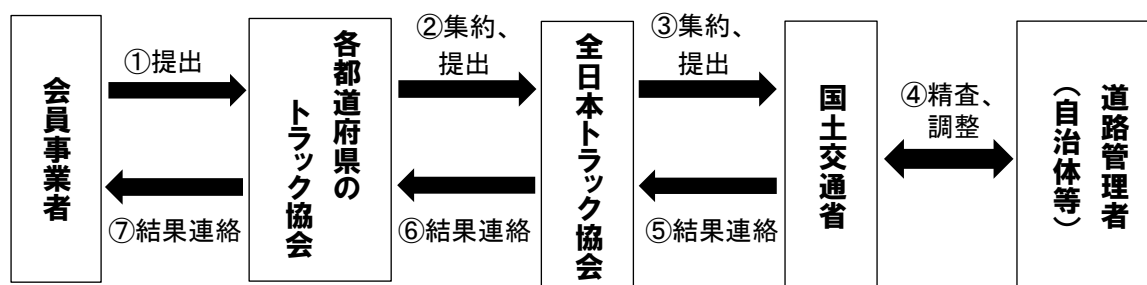 会員事業者
①提出
⑦結果連絡
各都道府県の
トラック協会
②集約、
提出
⑥結果連絡
全日本トラック協会
③集約、
提出
⑤結果連絡
国土交通省
④精査、
調整
道路管理者
（自治体等）